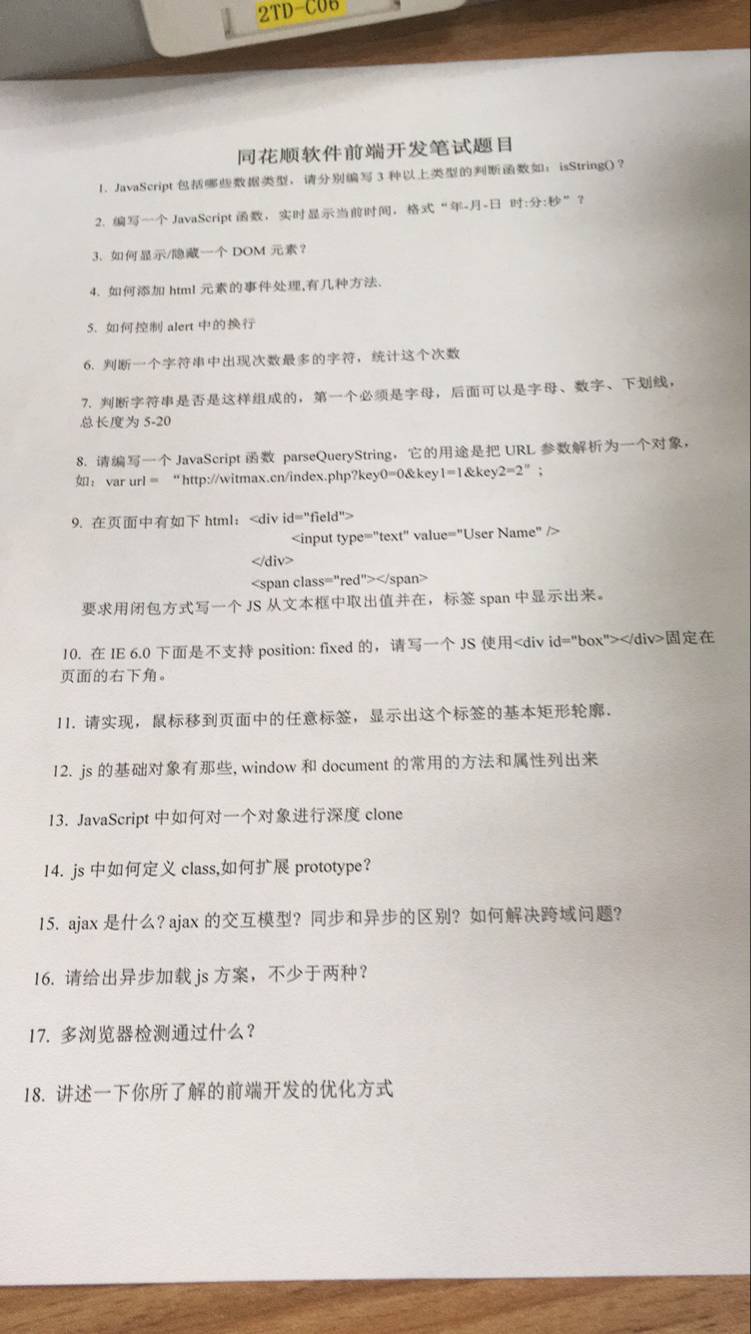 2TD-C06
同花顺软件前端开发笔试题目
1. JavaScript 包括哪些数据类型，请分别编写 3 种以上类型的判断函数如：isString()？
2. 编写一个 JavaScript 函数，实时显示当前时间，格式“年-月-日 时:分:秒”？
3. 如何显示/隐藏一个 DOM 元素？
4. 如何添加 html 元素的事件处理,有几种方法.
5. 如何控制 alert 中的换行
6. 判断一个字符串中出现次数最多的字符，统计这个次数
7. 判断字符串是否是这样组成的，第一个必须是字母，后面可以是字母、数字、下划线，
总长度为 5-20
8. 请编写一个 JavaScript 函数 parseQueryString，它的用途是把 URL 参数解析为一个对象，
如： var url = “http://witmax.cn/index.php?key0=0&key1=1&key2=2”；
9. 在页面中有如下 html：<div id="field">
<input type="text" value="User Name" />
</div>
<span class="red"></span>
要求用闭包方式写一个 JS 从文本框中取出值并在，标签 span 中显示出来。
10. 在 IE 6.0 下面是不支持 position: fixed 的，请写一个 JS 使用<div id="box"></div>固定在
页面的右下角。
11. 请实现，鼠标移到页面中的任意标签，显示出这个标签的基本矩形轮廓.
12. js 的基础对象有那些, window 和 document 的常用的方法和属性列出来
13. JavaScript 中如何对一个对象进行深度 clone
14. js 中如何定义 class,如何扩展 prototype？
15. ajax 是什么? ajax 的交互模型? 同步和异步的区别? 如何解决跨域问题?
16. 请给出异步加载 js 方案，不少于两种？
17. 多浏览器检测通过什么？
18. 讲述一下你所了解的前端开发的优化方式